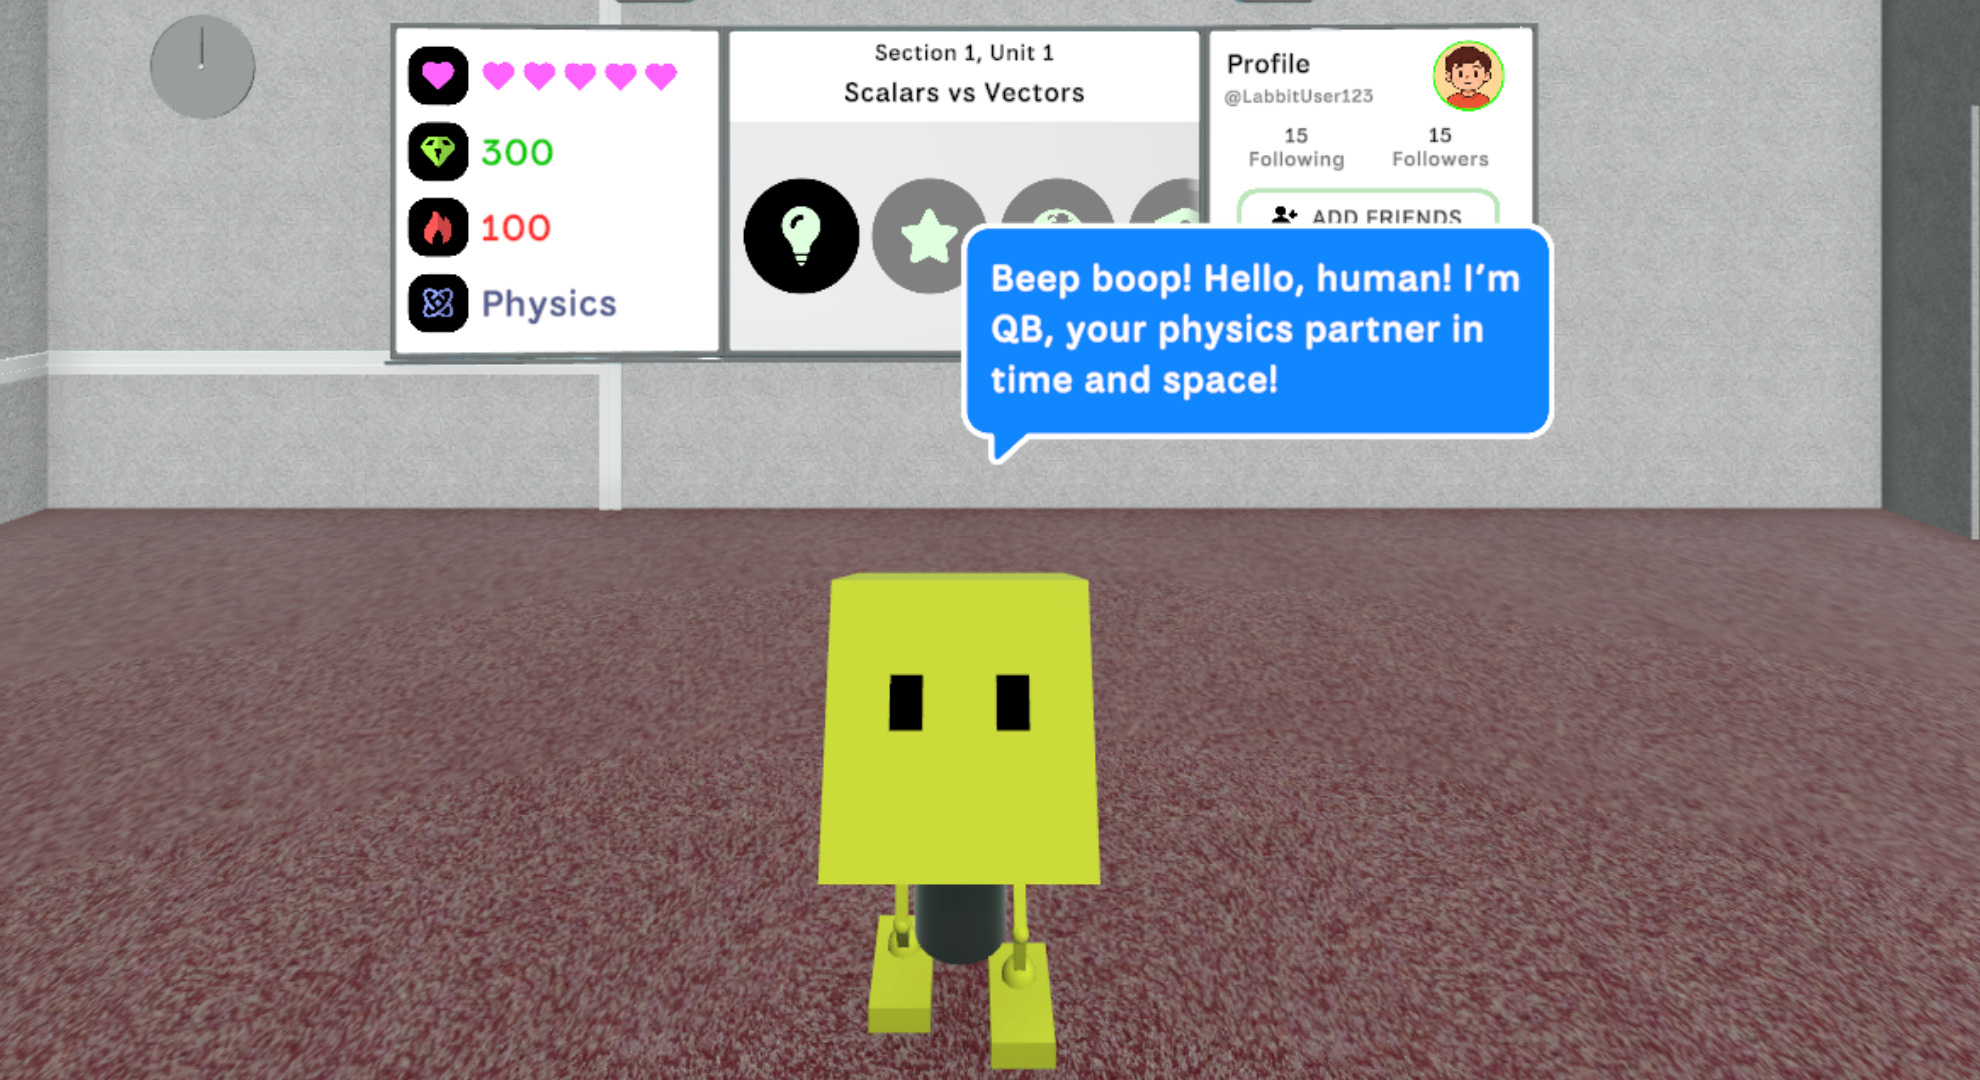 300
100
Physics
Section 1, Unit 1
Scalars vs Vectors
Profile
@LabbitUser123
15
Following
15
Followers
ADD FRIENDS
Beep boop! Hello, human! I’m
QB, your physics partner in
time and space!